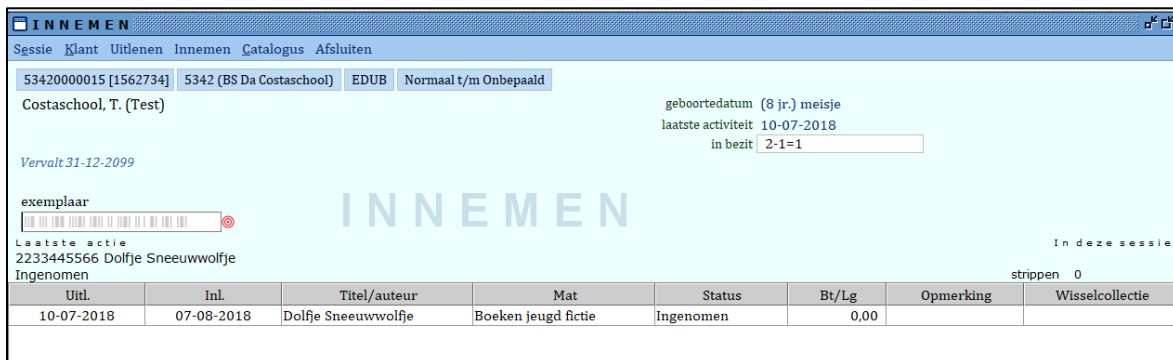 INNEMEN
Sessie Klant Uitlenen Innemen Catalogus Afsluiten
53420000015 [1562734] 5342 (BS Da Costaschool) EDUB Normaal t/m Onbepaald
Costaschool, T. (Test) geboortedatum (8 jr.) meisje
laatste activiteit 10-07-2018
in bezit 2-1=1
Vervalt 31-12-2099
exemplaar
INNEMEN
Laatste actie In deze sessie
2233445566 Dolfje Sneeuwwolfje
Ingenomen strippen 0
Uitl. Inl. Titel/auteur Mat Status Bt/Lg Opmerking Wisselcollectie
10-07-2018 07-08-2018 Dolfje Sneeuwwolfje Boeken jeugd fictie Ingenomen 0,00